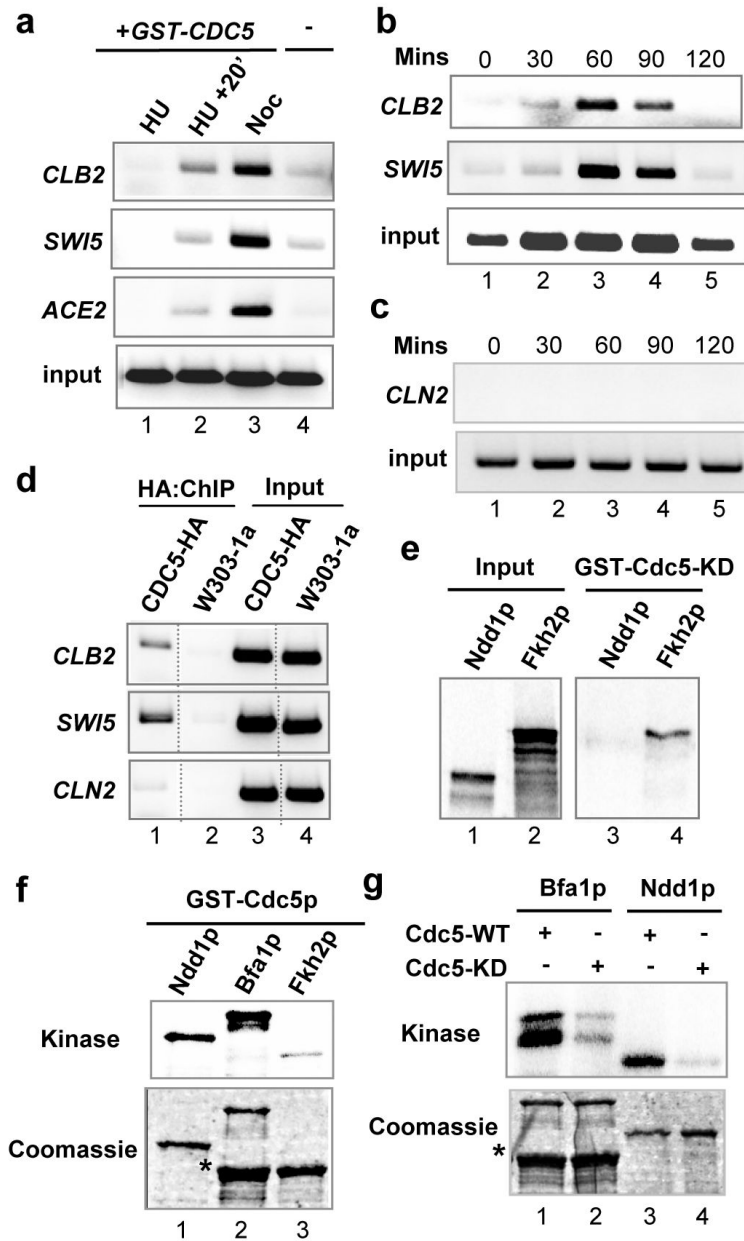 a
+GST-CDC5 -
HU HU +20' Noc
CLB2
SWI5
ACE2
input
1 2 3 4
b
Mins 0 30 60 90 120
CLB2
SWI5
input
1 2 3 4 5
c
Mins 0 30 60 90 120
CLN2
input
1 2 3 4 5
d
HA:ChIP Input
CDC5-HA W303-1a CDC5-HA W303-1a
CLB2
SWI5
CLN2
1 2 3 4
e
Input GST-Cdc5-KD
Ndd1p Fkh2p Ndd1p Fkh2p
1 2 3 4
f
GST-Cdc5p
Ndd1p Bfa1p Fkh2p
Kinase
Coomassie
*
1 2 3
g
Bfa1p Ndd1p
Cdc5-WT + - + -
Cdc5-KD - + - +
Kinase
Coomassie
*
1 2 3 4